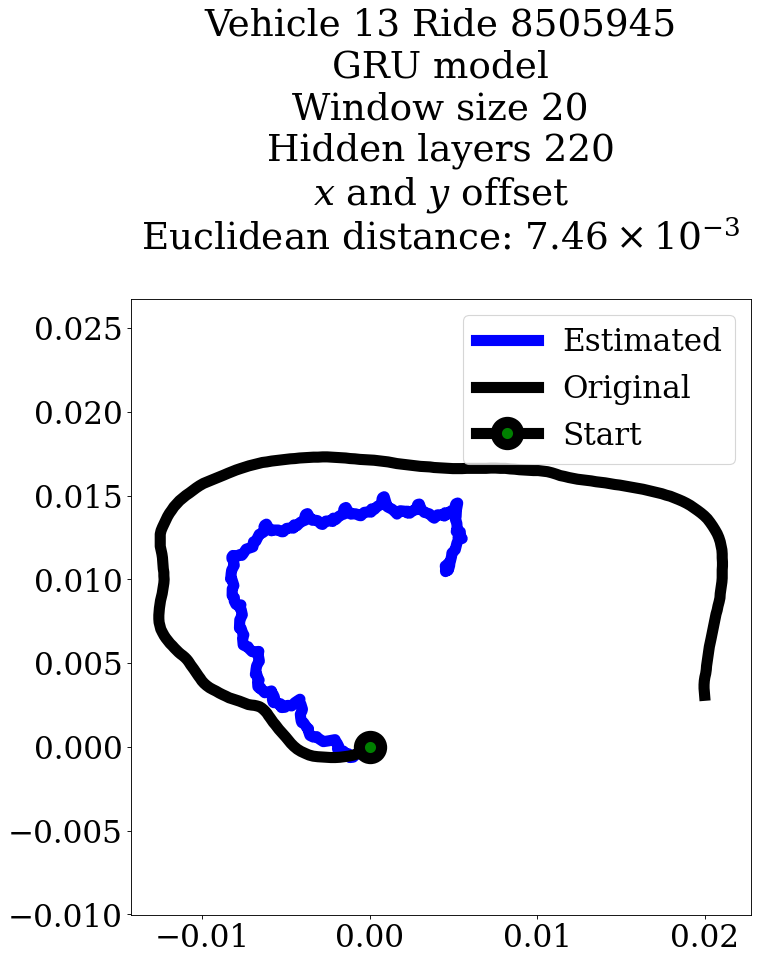 Vehicle 13 Ride 8505945
GRU model
Window size 20
Hidden layers 220
x and y offset
Euclidean distance: 7.46 × 10⁻³
Estimated
Original
Start
0.025
0.020
0.015
0.010
0.005
0.000
−0.005
−0.010
−0.01 0.00 0.01 0.02